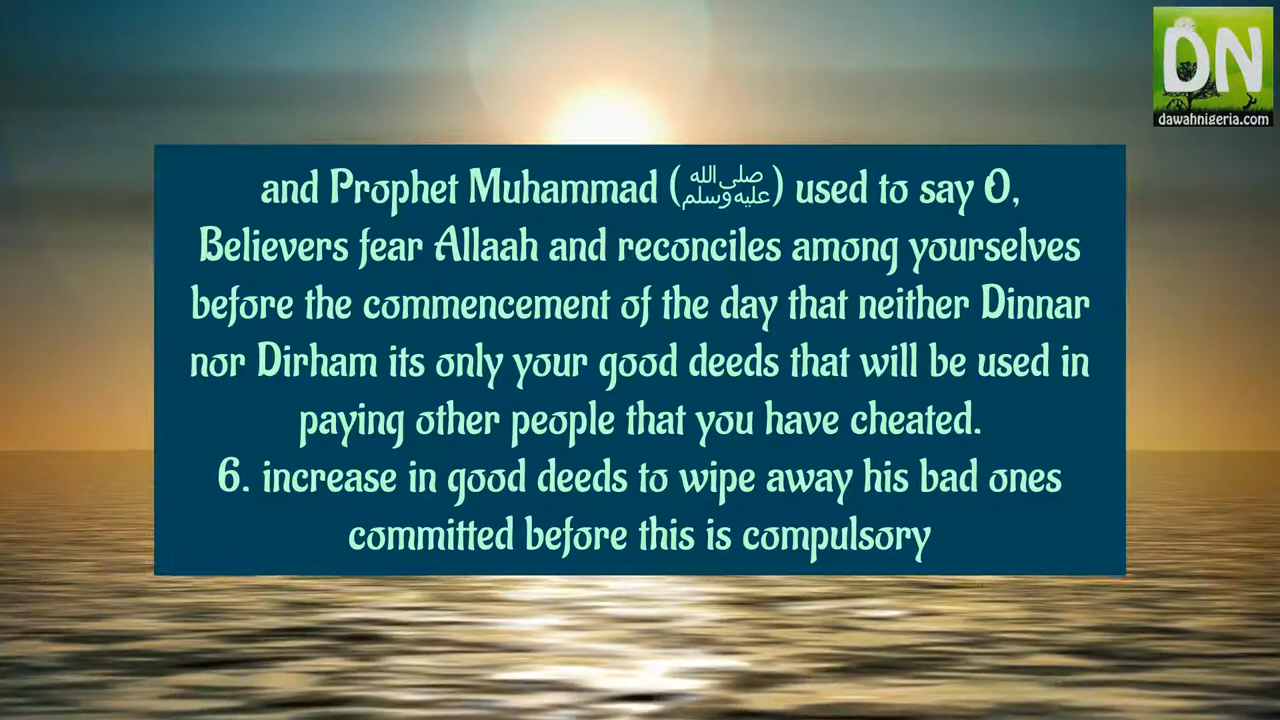 DN
dawahnigeria.com
and Prophet Muhammad (صلى الله عليه وسلم) used to say O,
Believers fear Allaah and reconciles among yourselves
before the commencement of the day that neither Dinnar
nor Dirham its only your good deeds that will be used in
paying other people that you have cheated.
6. increase in good deeds to wipe away his bad ones
committed before this is compulsory